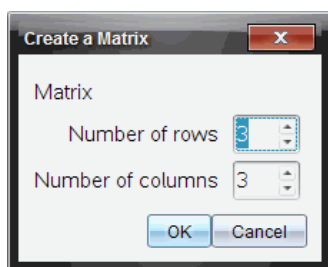 Create a Matrix
Matrix
Number of rows 3
Number of columns 3
OK Cancel